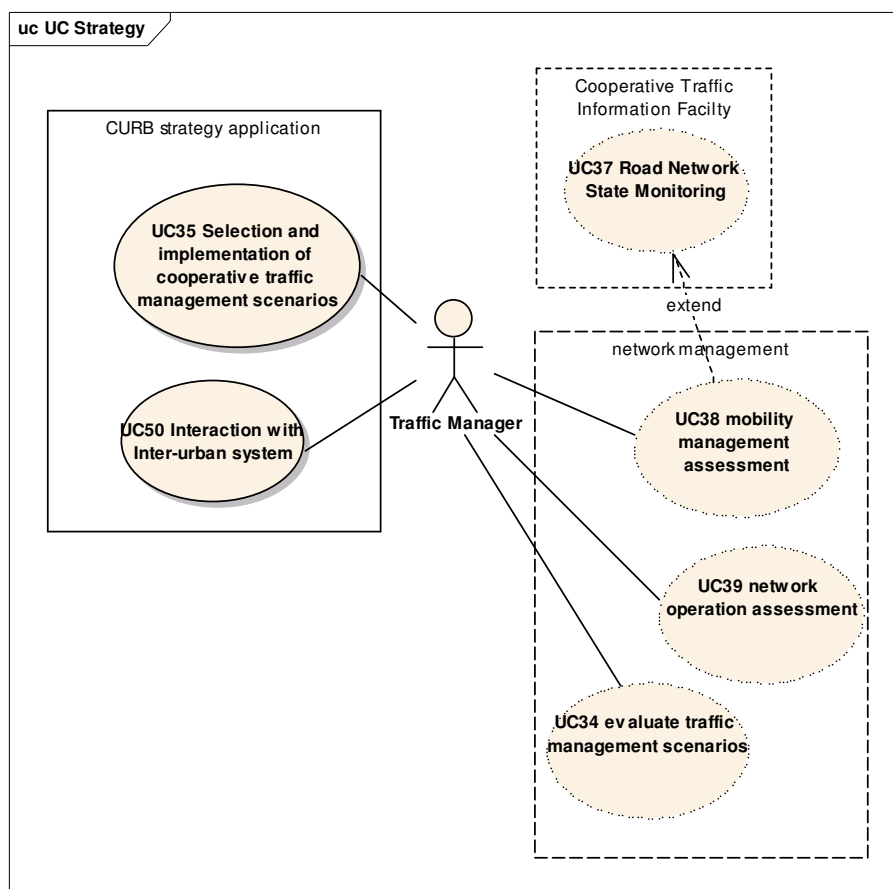 uc UC Strategy
CURB strategy application
UC35 Selection and
implementation of
cooperative traffic
management scenarios
UC50 Interaction with
Inter-urban system
Traffic Manager
Cooperative Traffic
Information Facilty
UC37 Road Network
State Monitoring
extend
network management
UC38 mobility
management
assessment
UC39 network
operation assessment
UC34 evaluate traffic
management scenarios